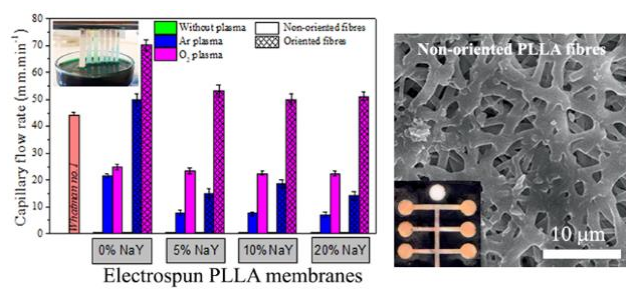 80
70
60
50
40
30
20
10
0
Capillary flow rate (mm.min⁻¹)
Without plasma
Ar plasma
O₂ plasma
Non-oriented fibres
Oriented fibres
Whatman no 1
0% NaY
5% NaY
10% NaY
20% NaY
Electrospun PLLA membranes
Non-oriented PLLA fibres
10 µm